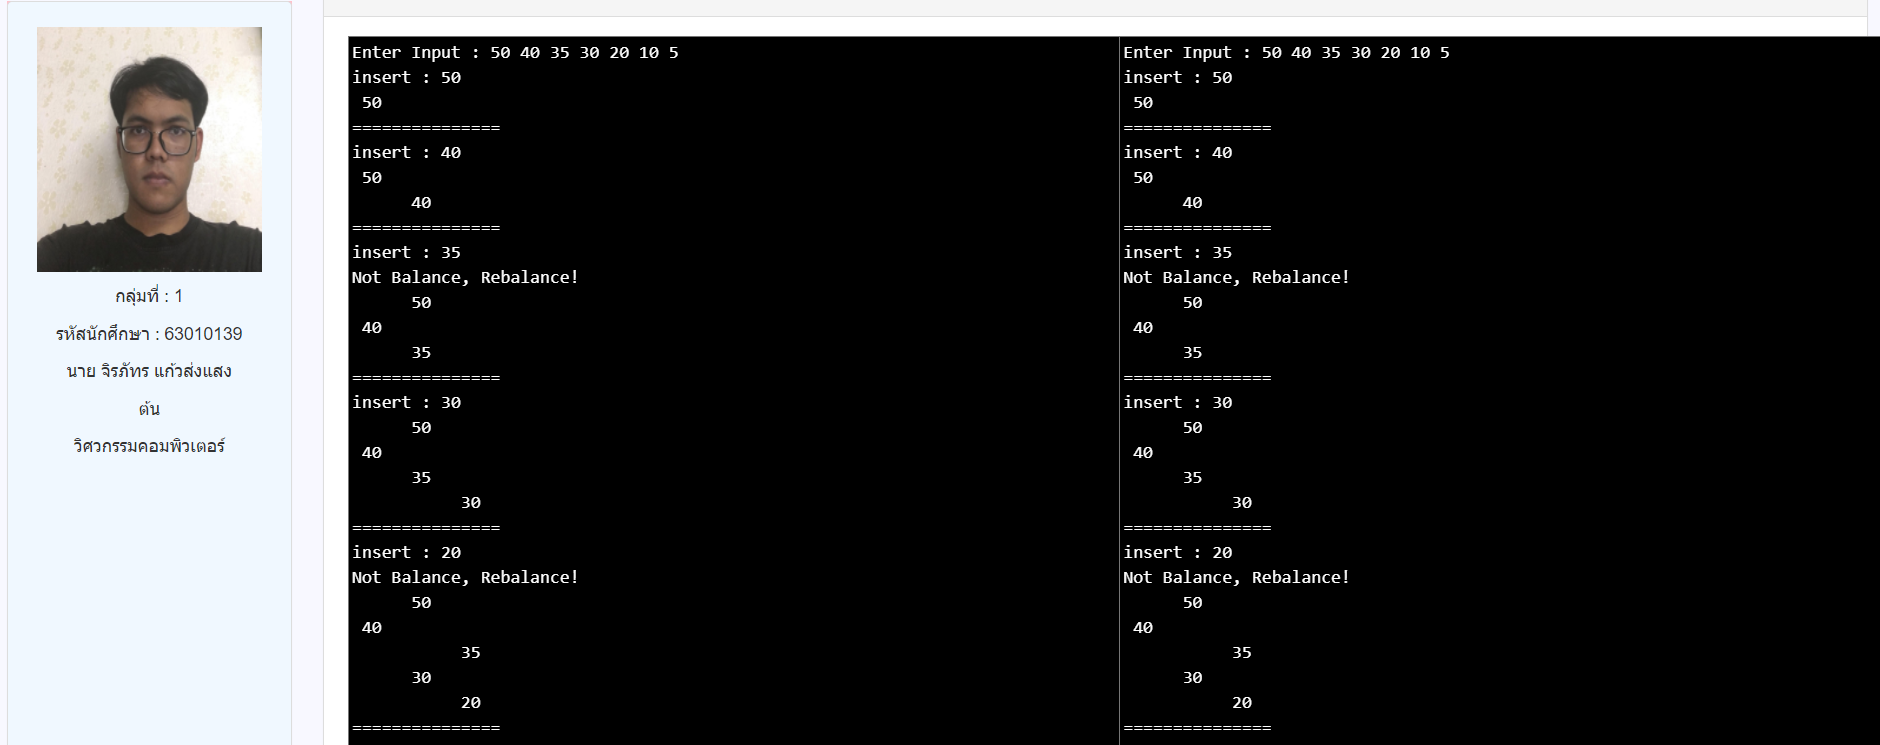 กลุ่มที่ : 1
รหัสนักศึกษา : 63010139
นาย จิรภัทร แก้วส่งแสง
ต้น
วิศวกรรมคอมพิวเตอร์
Enter Input : 50 40 35 30 20 10 5
insert : 50
50
===============
insert : 40
50
40
===============
insert : 35
Not Balance, Rebalance!
50
40
35
===============
insert : 30
50
40
35
30
===============
insert : 20
Not Balance, Rebalance!
50
40
35
30
20
===============
Enter Input : 50 40 35 30 20 10 5
insert : 50
50
===============
insert : 40
50
40
===============
insert : 35
Not Balance, Rebalance!
50
40
35
===============
insert : 30
50
40
35
30
===============
insert : 20
Not Balance, Rebalance!
50
40
35
30
20
===============